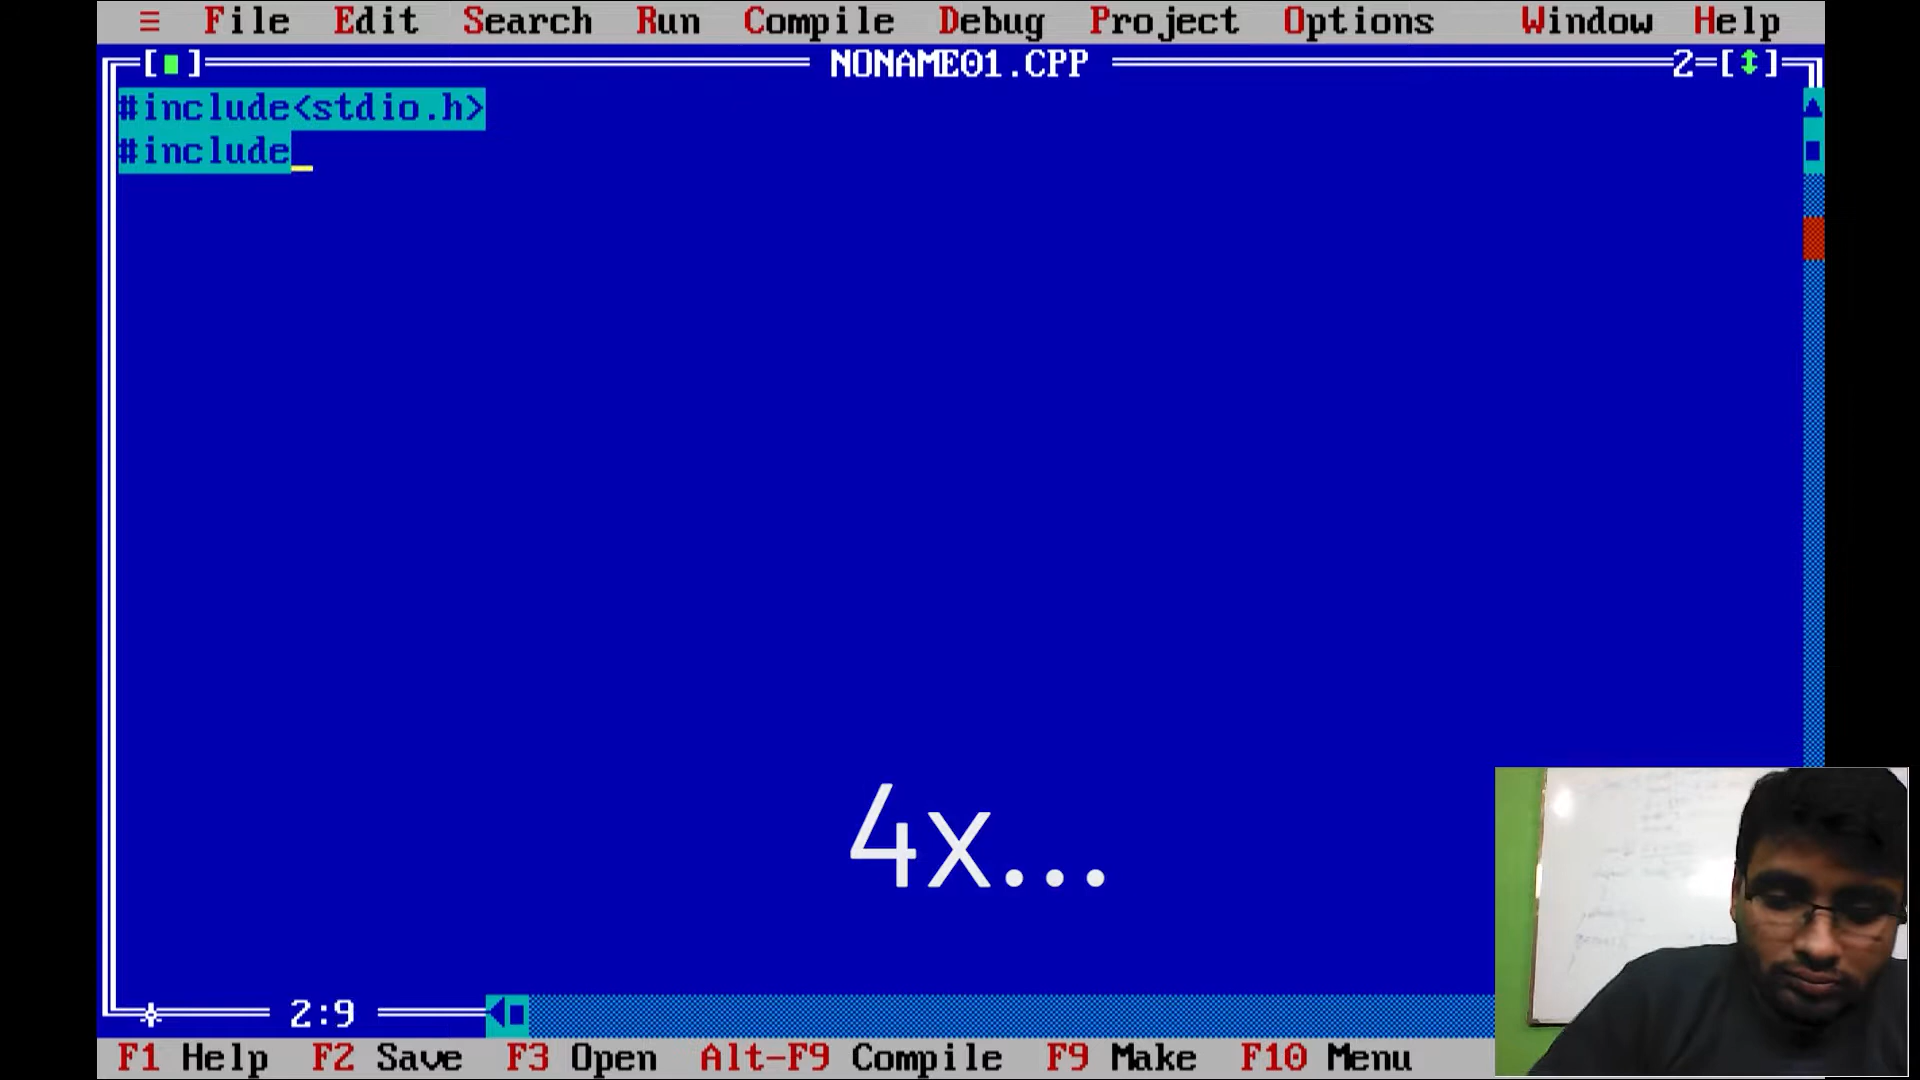 ≡ File Edit Search Run Compile Debug Project Options Window Help
[■] NONAME01.CPP 2=[↕]
#include<stdio.h>
#include_
4x...
2:9
F1 Help F2 Save F3 Open Alt-F9 Compile F9 Make F10 Menu